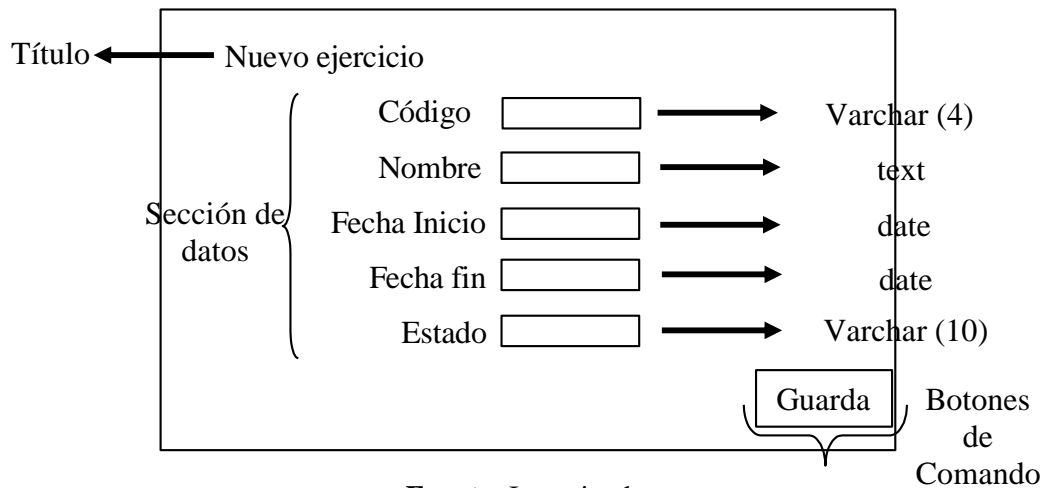 Título
Nuevo ejercicio
Código
Varchar (4)
Nombre
text
Sección de
datos
Fecha Inicio
date
Fecha fin
date
Estado
Varchar (10)
Guarda
Botones
de
Comando